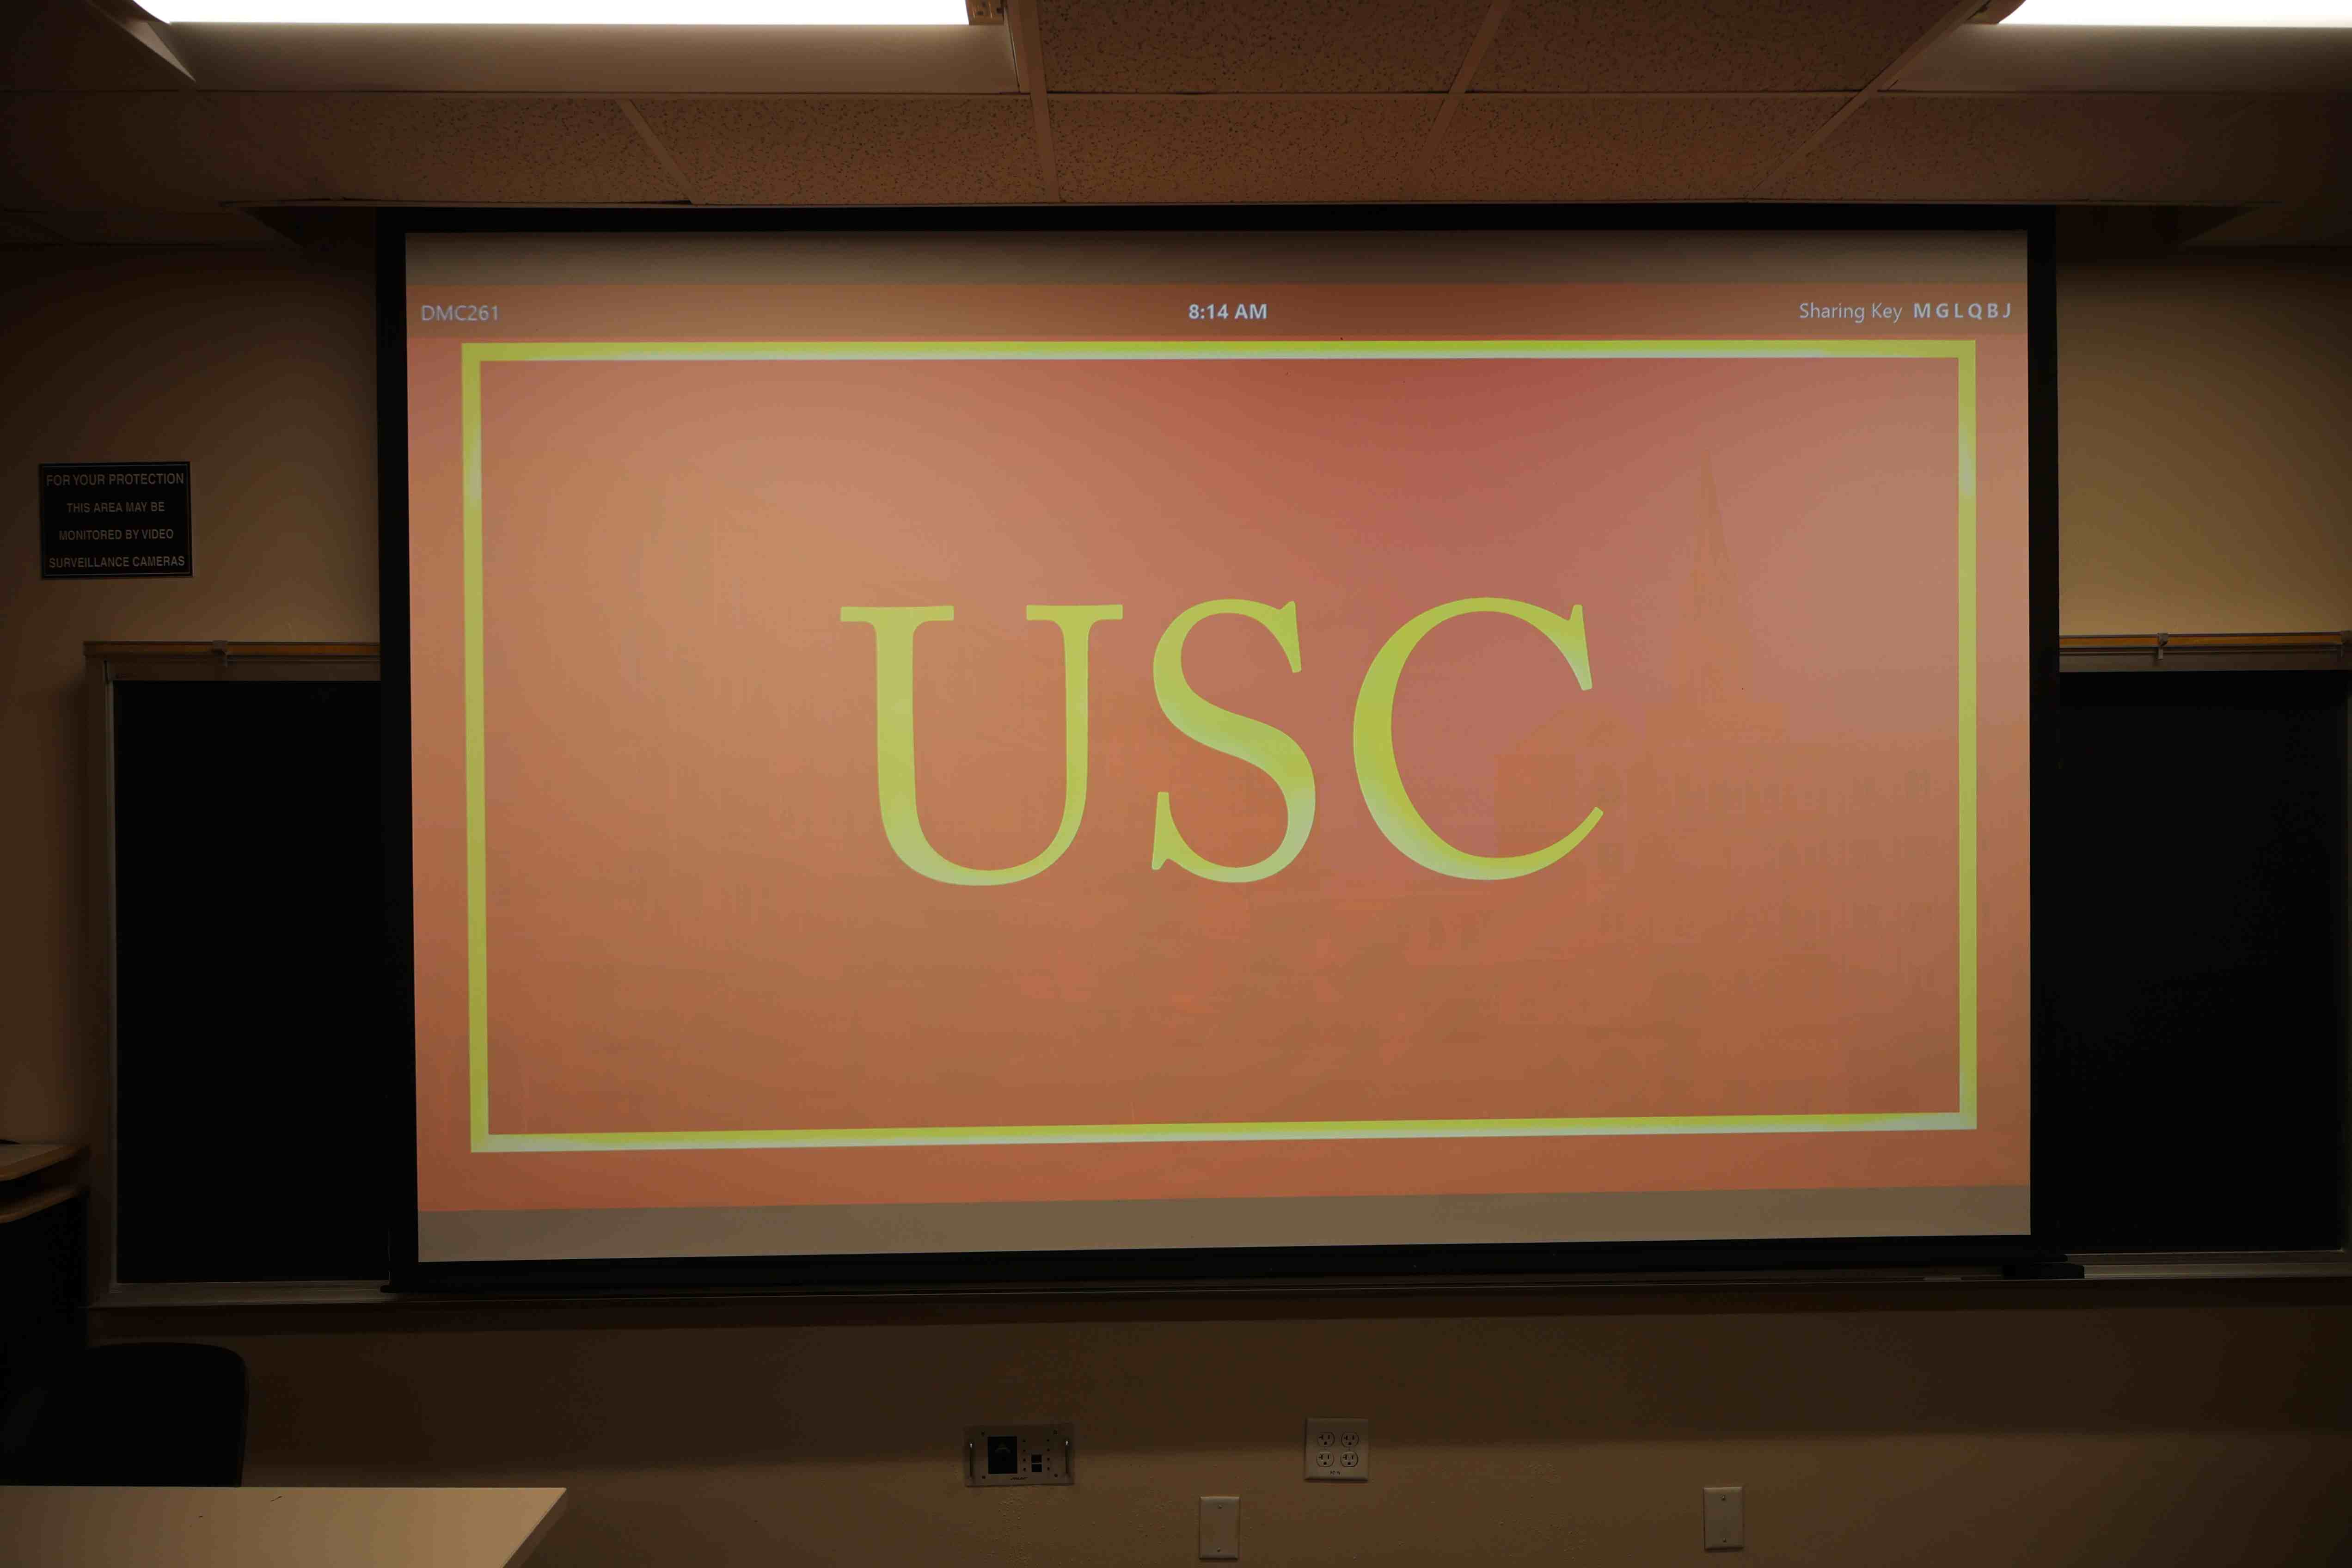 DMC261
8:14 AM
Sharing Key MGLQBJ
FOR YOUR PROTECTION
THIS AREA MAY BE
MONITORED BY VIDEO
SURVEILLANCE CAMERAS
USC